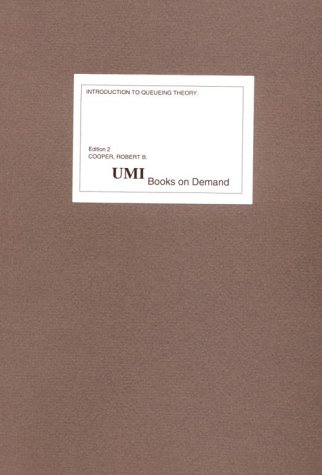 INTRODUCTION TO QUEUEING THEORY.
Edition 2
COOPER, ROBERT B.
UMI Books on Demand